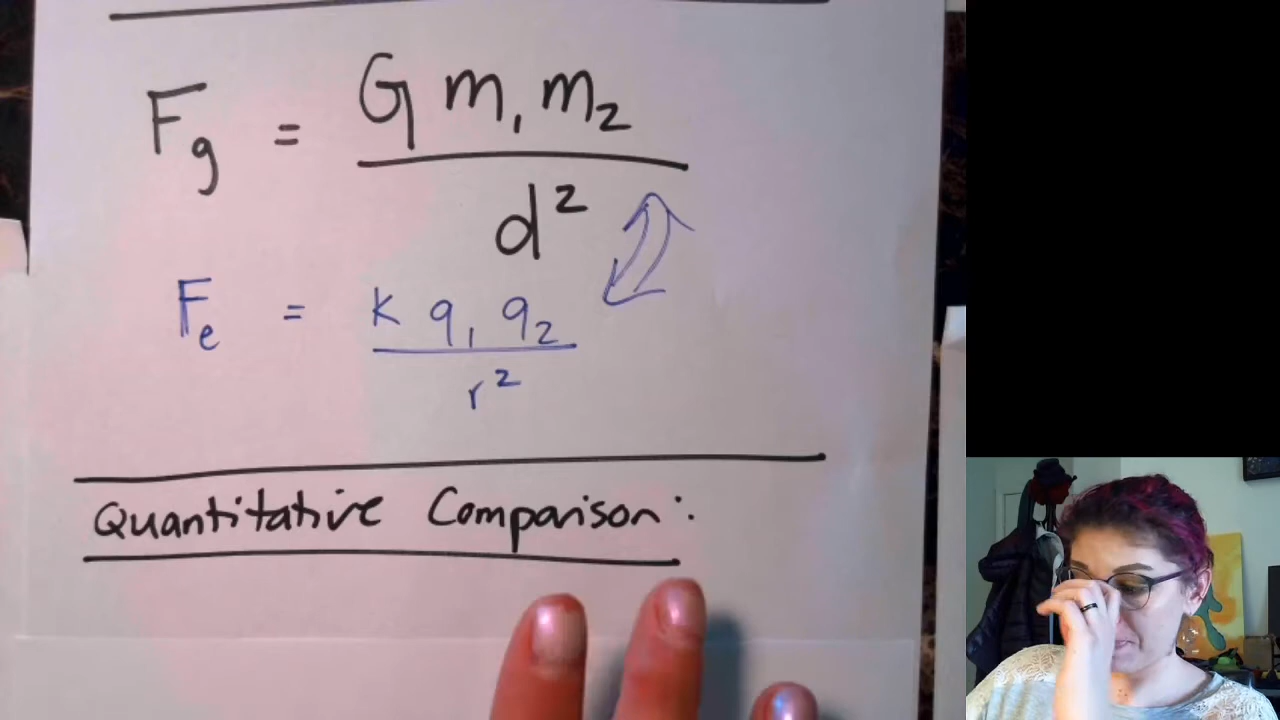 Fg = G m₁ m₂
d²
Fe = k q₁ q₂
r²
Quantitative Comparison: